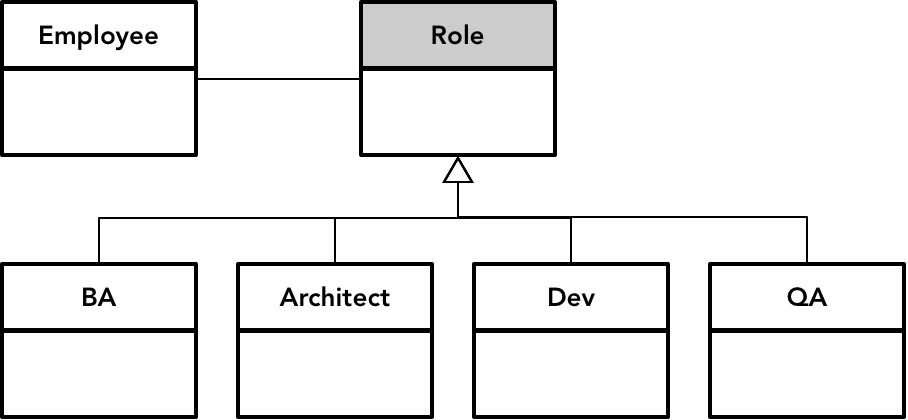 Employee
Role
BA
Architect
Dev
QA